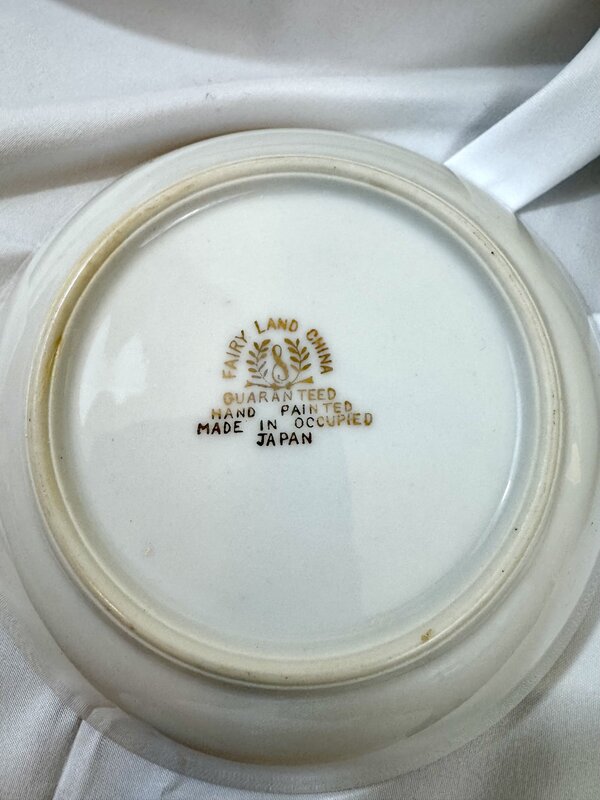 FAIRY LAND CHINA
S
GUARANTEED
HAND PAINTED
MADE IN OCCUPIED
JAPAN